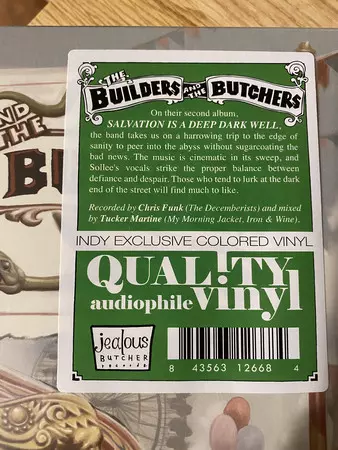 THE
BUILDERS AND THE BUTCHERS
On their second album,
SALVATION IS A DEEP DARK WELL,
the band takes us on a harrowing trip to the edge of
sanity to peer into the abyss without sugarcoating the
bad news. The music is cinematic in its sweep, and
Sollee's vocals strike the proper balance between
defiance and despair. Those who tend to lurk at the dark
end of the street will find much to like.
Recorded by Chris Funk (The Decemberists) and mixed
by Tucker Martine (My Morning Jacket, Iron & Wine).
INDY EXCLUSIVE COLORED VINYL
QUAL!TY
audiophile vinyl
jealous
BUTCHER
records
8 43563 12668 4
THE
B